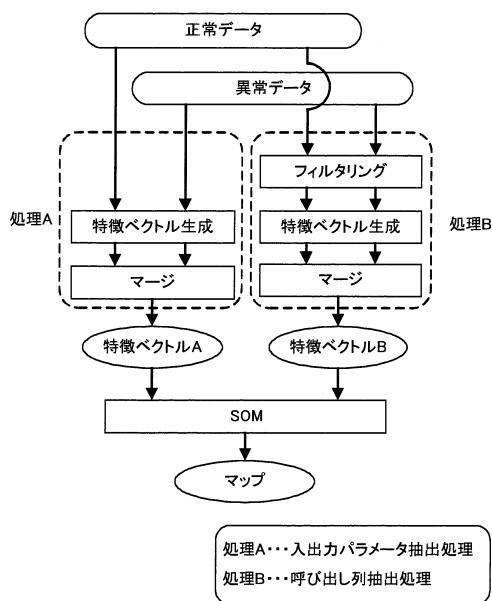 正常データ
異常データ
フィルタリング
処理A
特徴ベクトル生成
特徴ベクトル生成
処理B
マージ
マージ
特徴ベクトルA
特徴ベクトルB
SOM
マップ
処理A・・・入出力パラメータ抽出処理
処理B・・・呼び出し列抽出処理